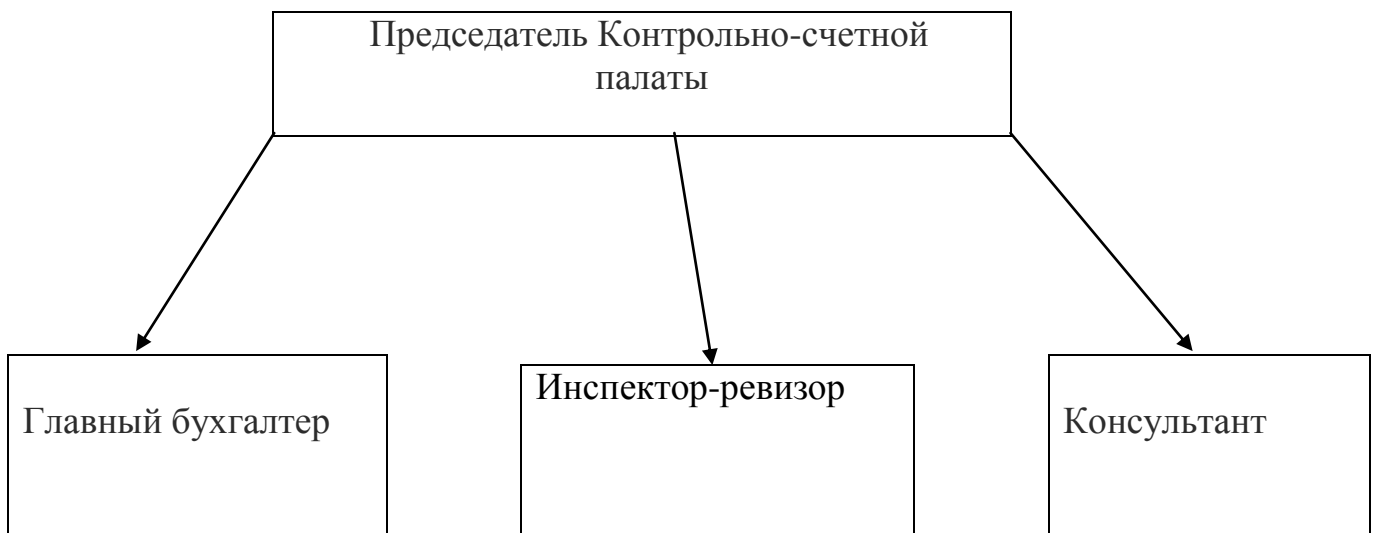 Председатель Контрольно-счетной
палаты
Главный бухгалтер
Инспектор-ревизор
Консультант